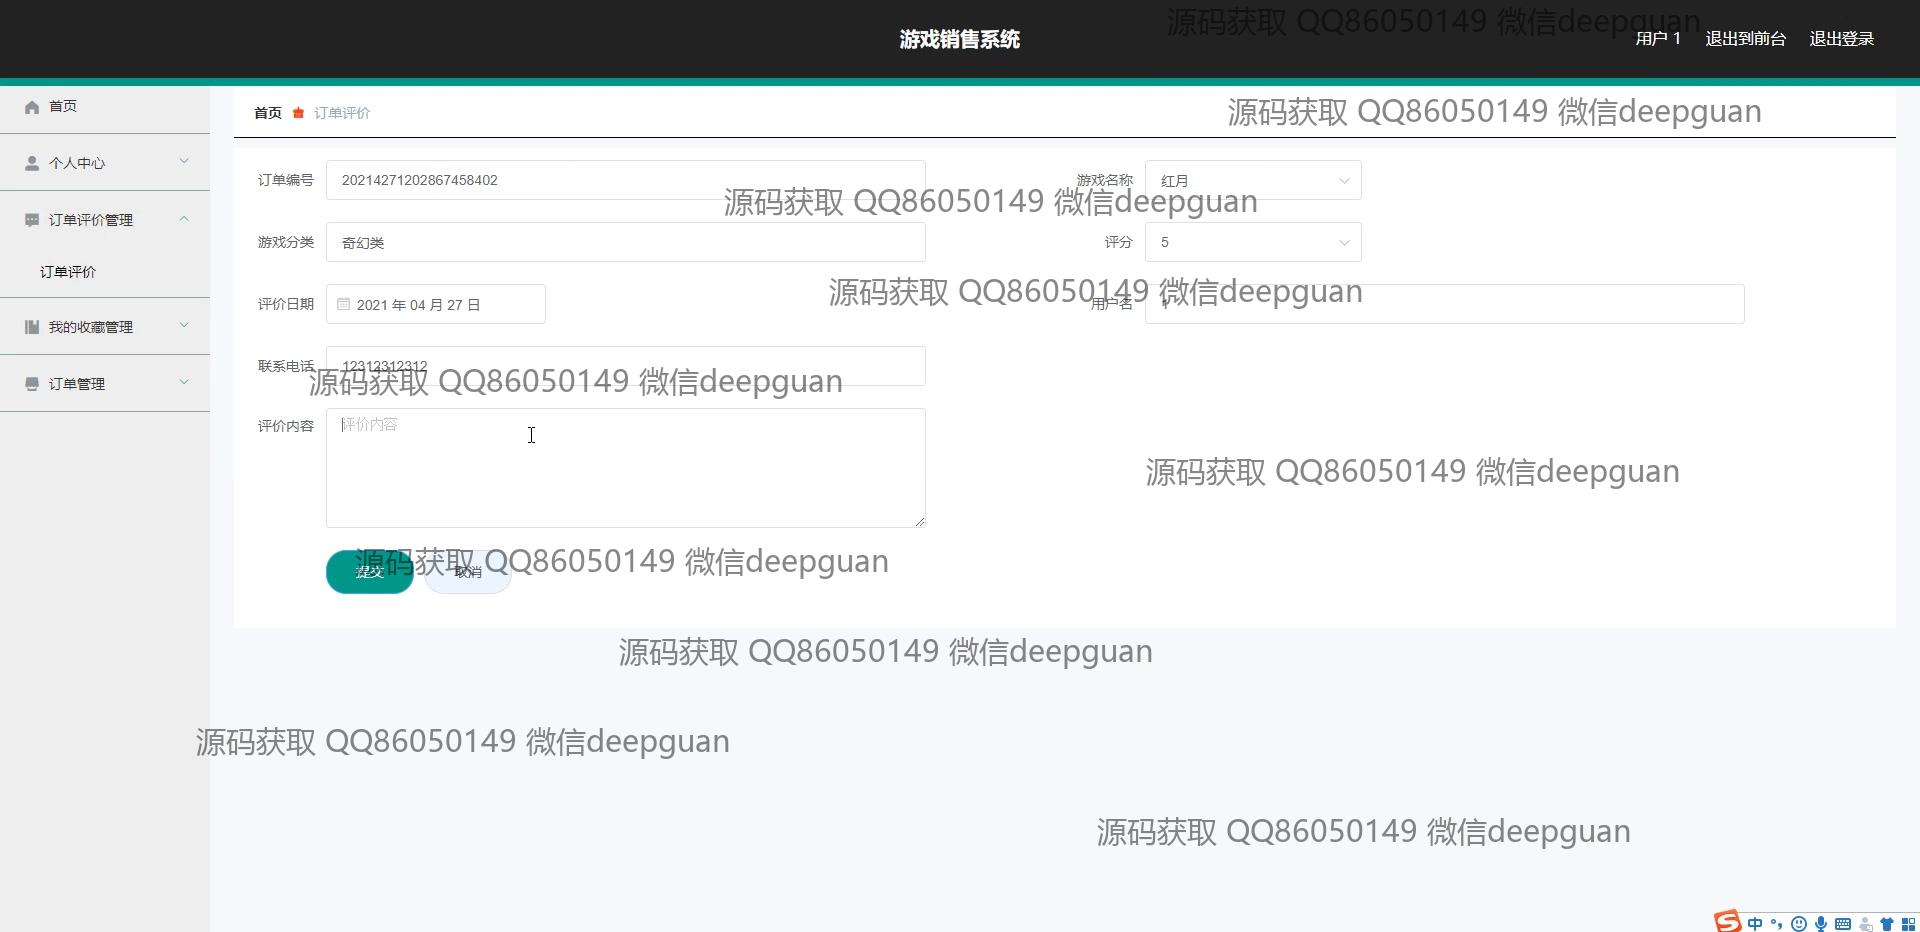 游戏销售系统
源码获取 QQ86050149 微信deepguan
用户 1 退出到前台 退出登录
首页
个人中心
订单评价管理
订单评价
我的收藏管理
订单管理
首页 订单评价
源码获取 QQ86050149 微信deepguan
订单编号 20214271202867458402
游戏名称 红月
源码获取 QQ86050149 微信deepguan
游戏分类 奇幻类
评分 5
源码获取 QQ86050149 微信deepguan
评价日期 2021 年 04 月 27 日
用户名 1
联系电话 12312312312
源码获取 QQ86050149 微信deepguan
评价内容 评价内容
源码获取 QQ86050149 微信deepguan
源码获取 QQ86050149 微信deepguan
提交 取消
源码获取 QQ86050149 微信deepguan
源码获取 QQ86050149 微信deepguan
源码获取 QQ86050149 微信deepguan
S 中